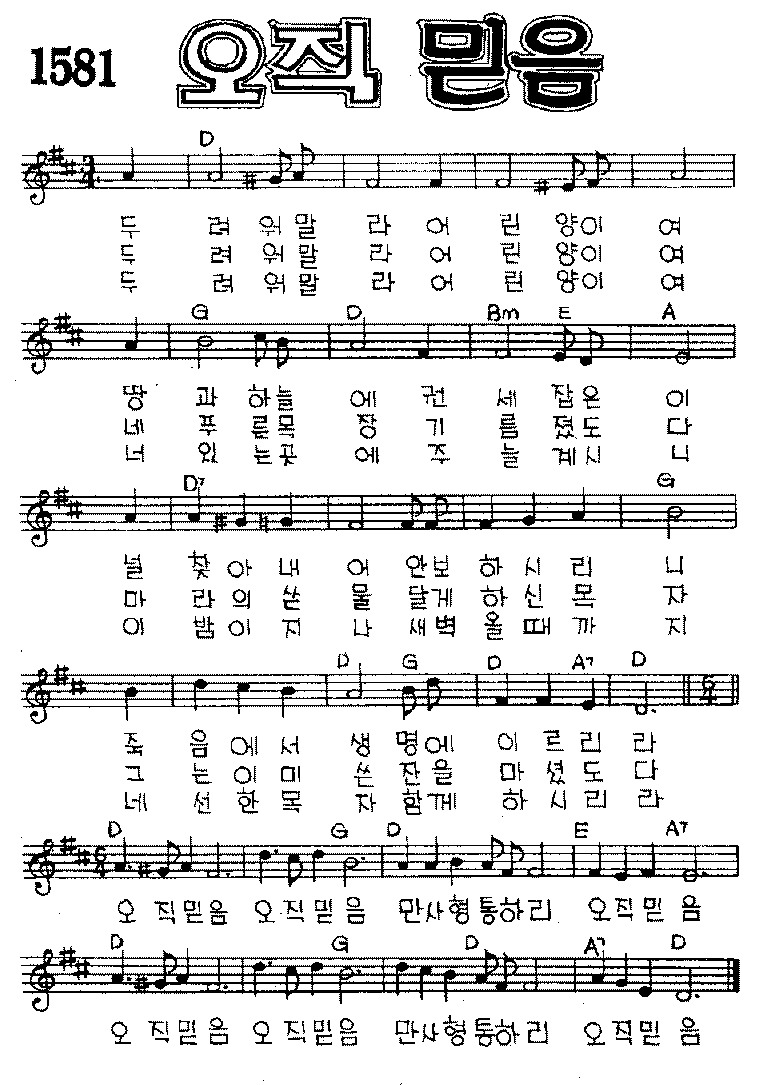 1581 오직 믿음
D
두 려 워 말 라 어 린 양 이 여
두 려 워 말 라 어 린 양 이 여
두 려 워 말 라 어 린 양 이 여
G D Bm E A
땅 과 하늘 에 권 세 잡은 이
네 푸 른목 장 기 름 졌도 다
너 있 는곳 에 주 늘 계시 니
D7 G
널 찾 아 내 어 안보 하 시 리 니
마 라 의 쓴 물 달게 하 신 목 자
이 밤 이 지 나 새벽 올 때 까 지
D G D A7 D
죽 음 에 서 생 명에 이 르 리 라
그 는 이 미 쓴 잔을 마 셨 도 다
네 선 한 목 자 함께 하 시 리 라
D G D E A7
오 직믿 음 오 직믿 음 만사형통하리 오직믿 음
D G D A7 D
오 직믿 음 오 직믿 음 만사형통하리 오직믿 음